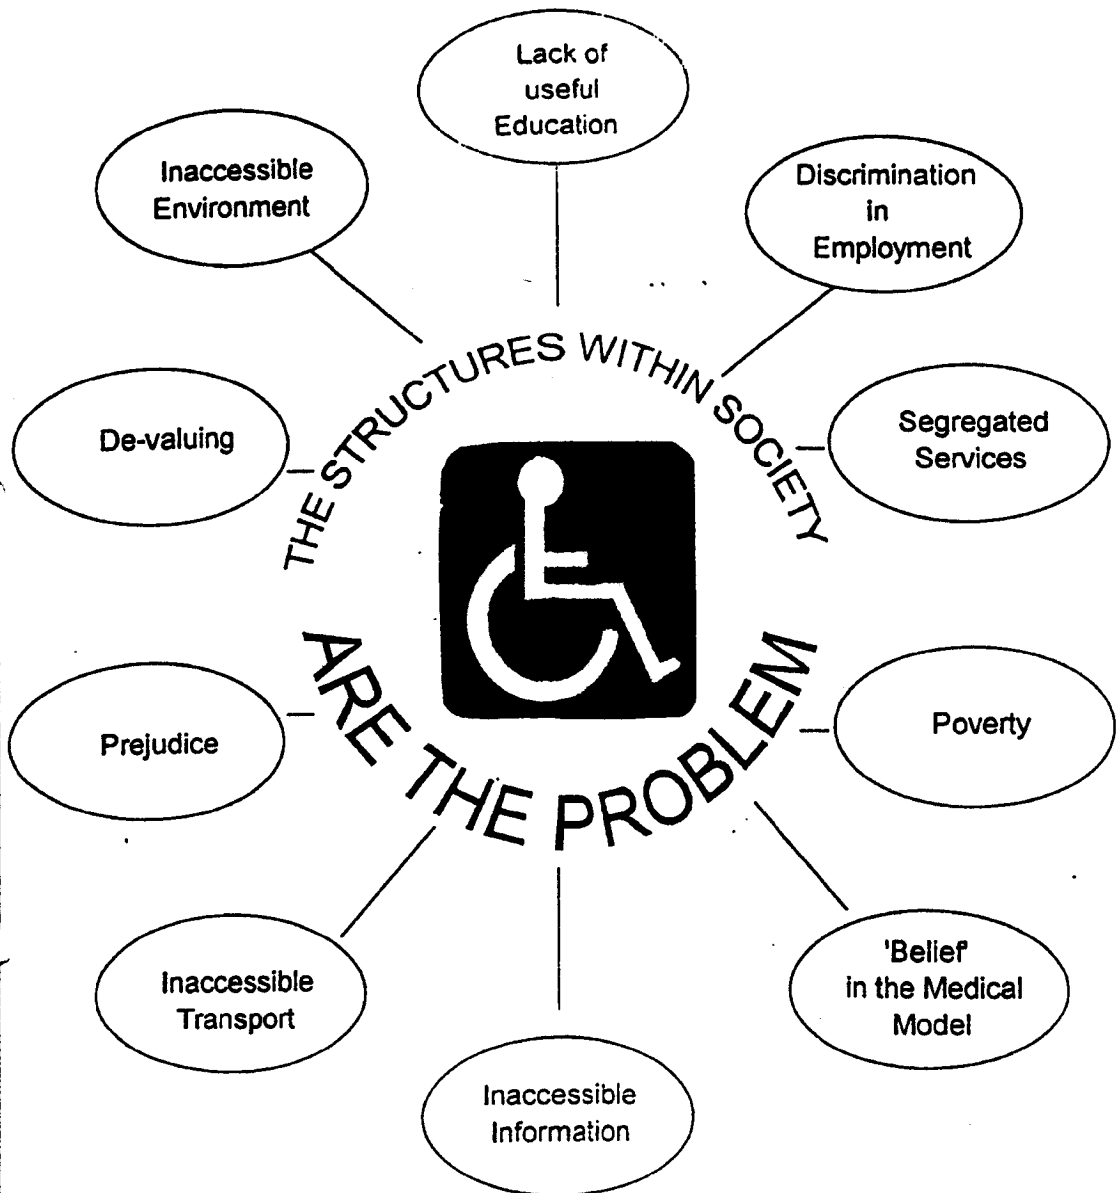 Lack of
useful
Education
Inaccessible
Environment
Discrimination
in
Employment
THE STRUCTURES WITHIN SOCIETY
De-valuing
Segregated
Services
ARE THE PROBLEM
Prejudice
Poverty
Inaccessible
Transport
'Belief'
in the Medical
Model
Inaccessible
Information